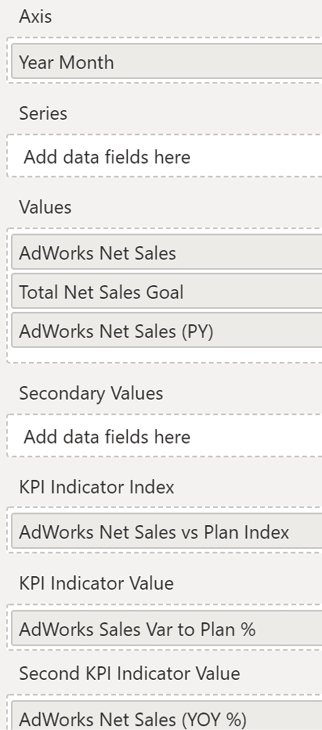 Axis
Year Month
Series
Add data fields here
Values
AdWorks Net Sales
Total Net Sales Goal
AdWorks Net Sales (PY)
Secondary Values
Add data fields here
KPI Indicator Index
AdWorks Net Sales vs Plan Index
KPI Indicator Value
AdWorks Sales Var to Plan %
Second KPI Indicator Value
AdWorks Net Sales (YOY %)